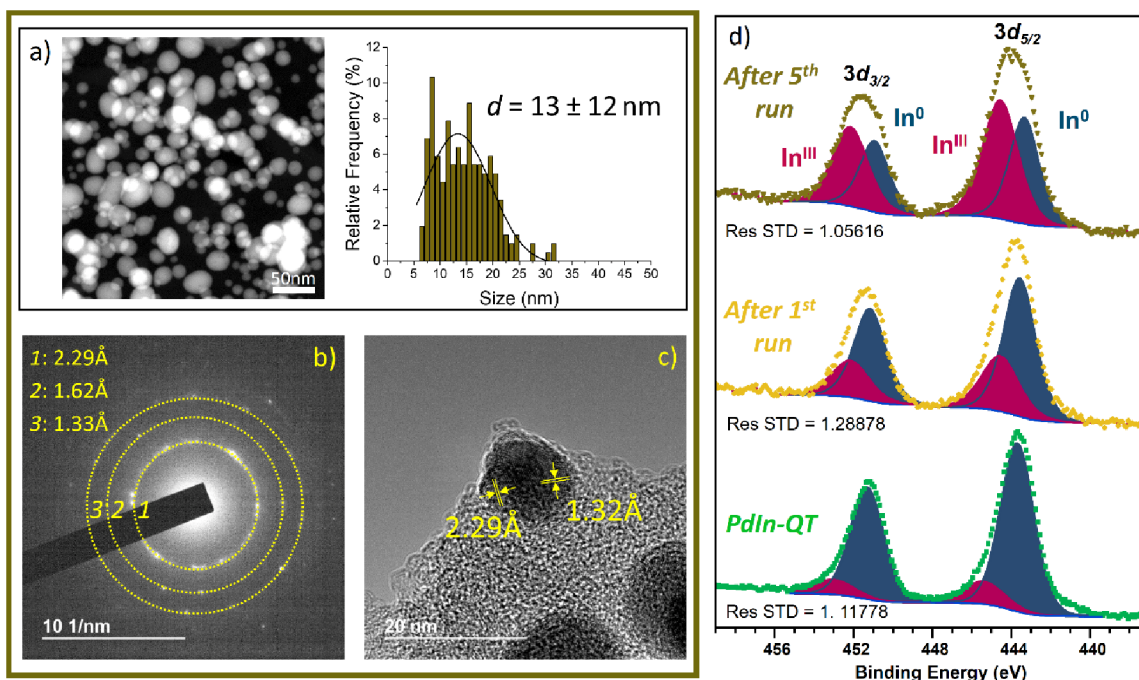 a)
50nm
Relative Frequency (%)
12
10
8
6
4
2
0
d = 13 ± 12 nm
0 5 10 15 20 25 30 35 40 45 50
Size (nm)
b)
1: 2.29Å
2: 1.62Å
3: 1.33Å
3 2 1
10 1/nm
c)
2.29Å
1.32Å
20 nm
d)
After 5th
run
3d3/2
3d5/2
InIII
In0
InIII
In0
Res STD = 1.05616
After 1st
run
Res STD = 1.28878
PdIn-QT
Res STD = 1. 11778
456 452 448 444 440
Binding Energy (eV)